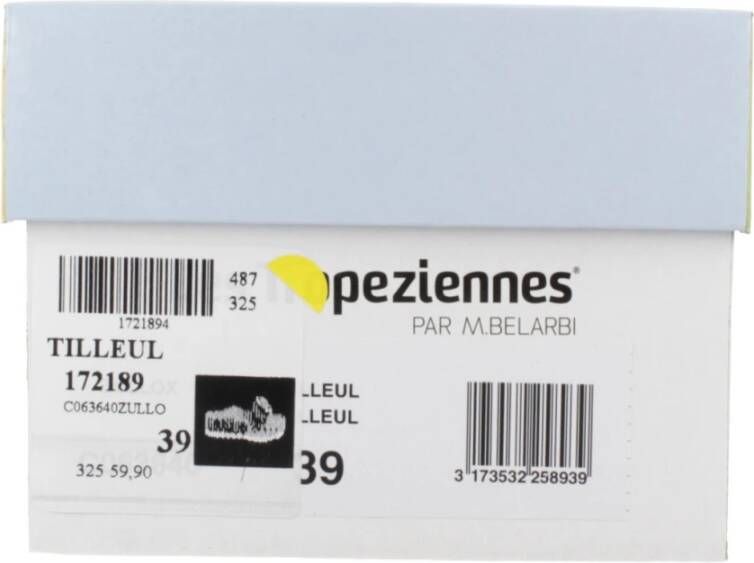 487
325
1721894
TILLEUL
172189
C063640ZULLO
39
325 59,90
peziennes®
PAR M.BELARBI
LLEUL
LLEUL
39
3 173532 258939